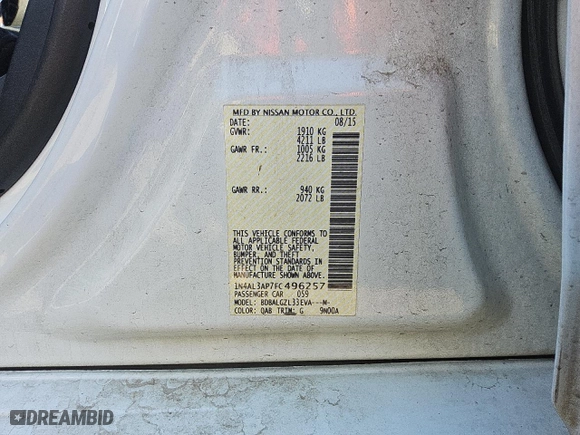 MFD BY NISSAN MOTOR CO., LTD.
DATE: 08/15
GVWR: 1910 KG
4211 LB
GAWR FR.: 1005 KG
2216 LB
GAWR RR.: 940 KG
2072 LB
THIS VEHICLE CONFORMS TO
ALL APPLICABLE FEDERAL
MOTOR VEHICLE SAFETY,
BUMPER, AND THEFT
PREVENTION STANDARDS
IN EFFECT ON THE DATE OF
MANUFACTURE SHOWN ABOVE.
1N4AL3AP7FC496257
PASSENGER CAR 059
MODEL: BDBALGZL33EVA---M-
COLOR: QAB TRIM: G 9N00A
DREAMBID